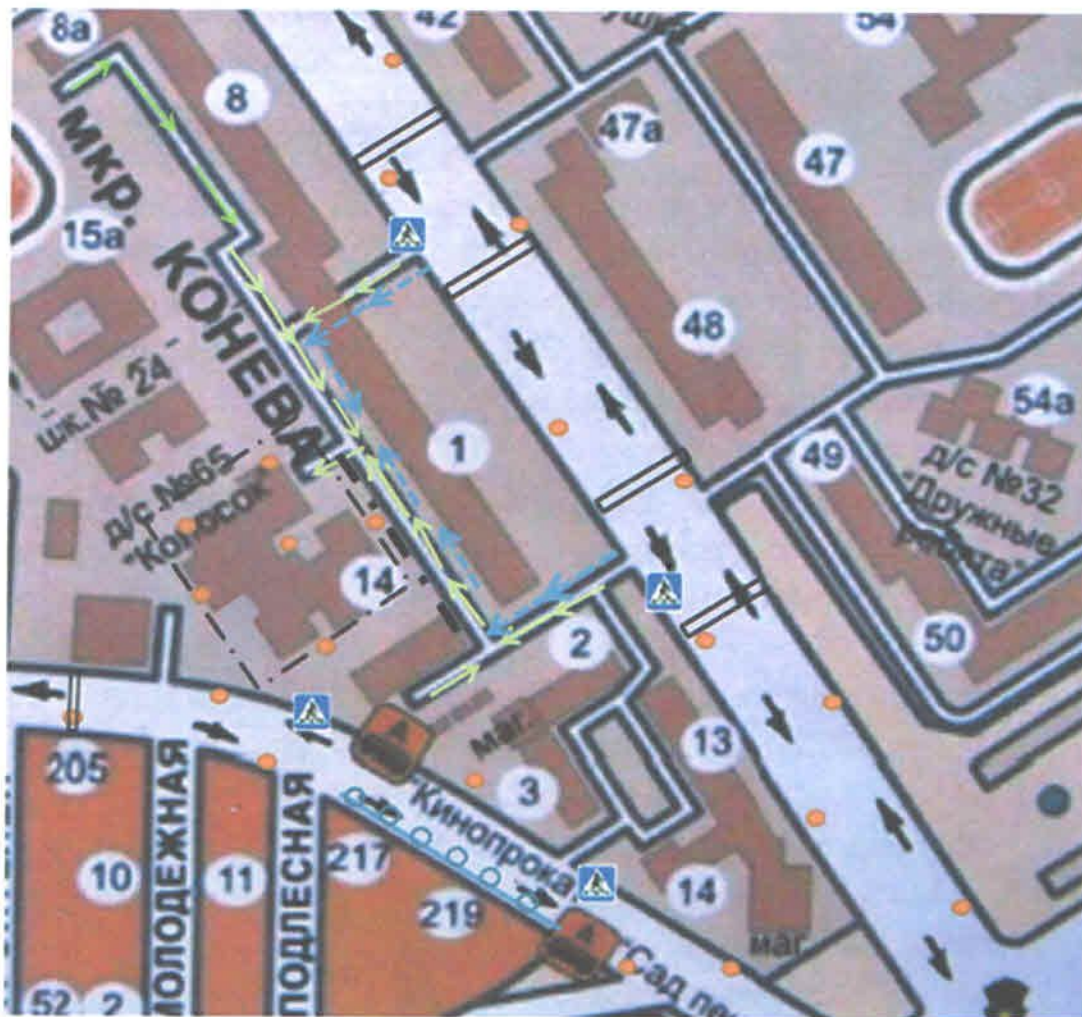 8а
42
54
8
47а
47
мкр.
15а
КОНЕВА
48
шк.№ 24
54а
1
49
д/с №32
"Дружные
ребята"
д/с №65
"Колосок"
14
2
50
маг.
13
205
3
"Кинопрока
217
10
11
МОЛОДЕЖНАЯ
ПОДЛЕСНАЯ
219
14
маг.
А
А
"Сад
52
2